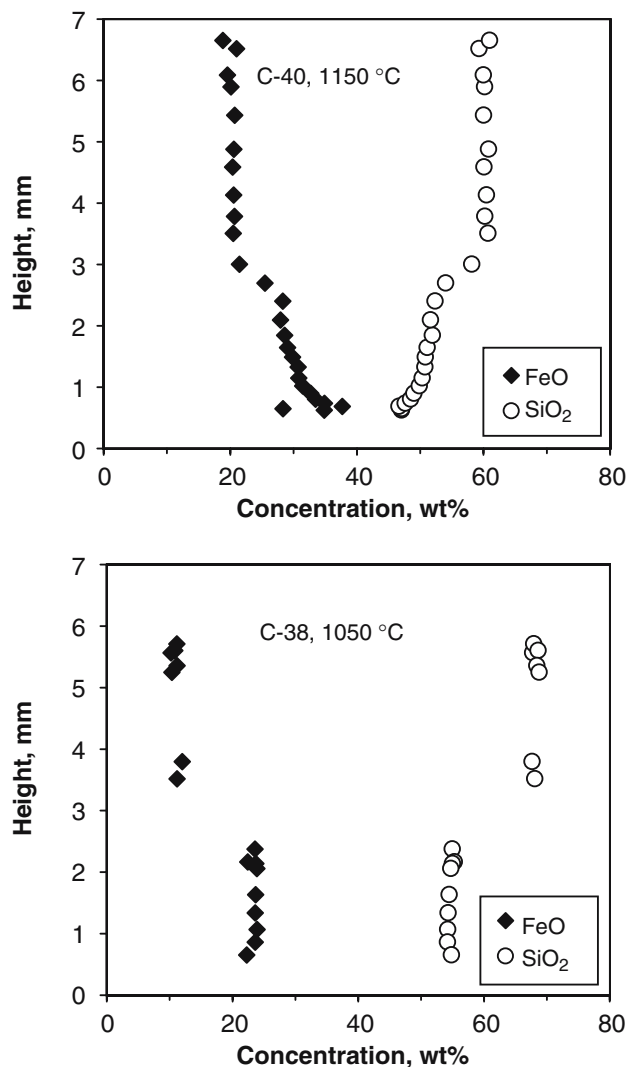 7
6
C-40, 1150 °C
5
4
3
2
1
0
Height, mm
FeO
SiO₂
0 20 40 60 80
Concentration, wt%
7
6
C-38, 1050 °C
5
4
3
2
1
0
Height, mm
FeO
SiO₂
0 20 40 60 80
Concentration, wt%